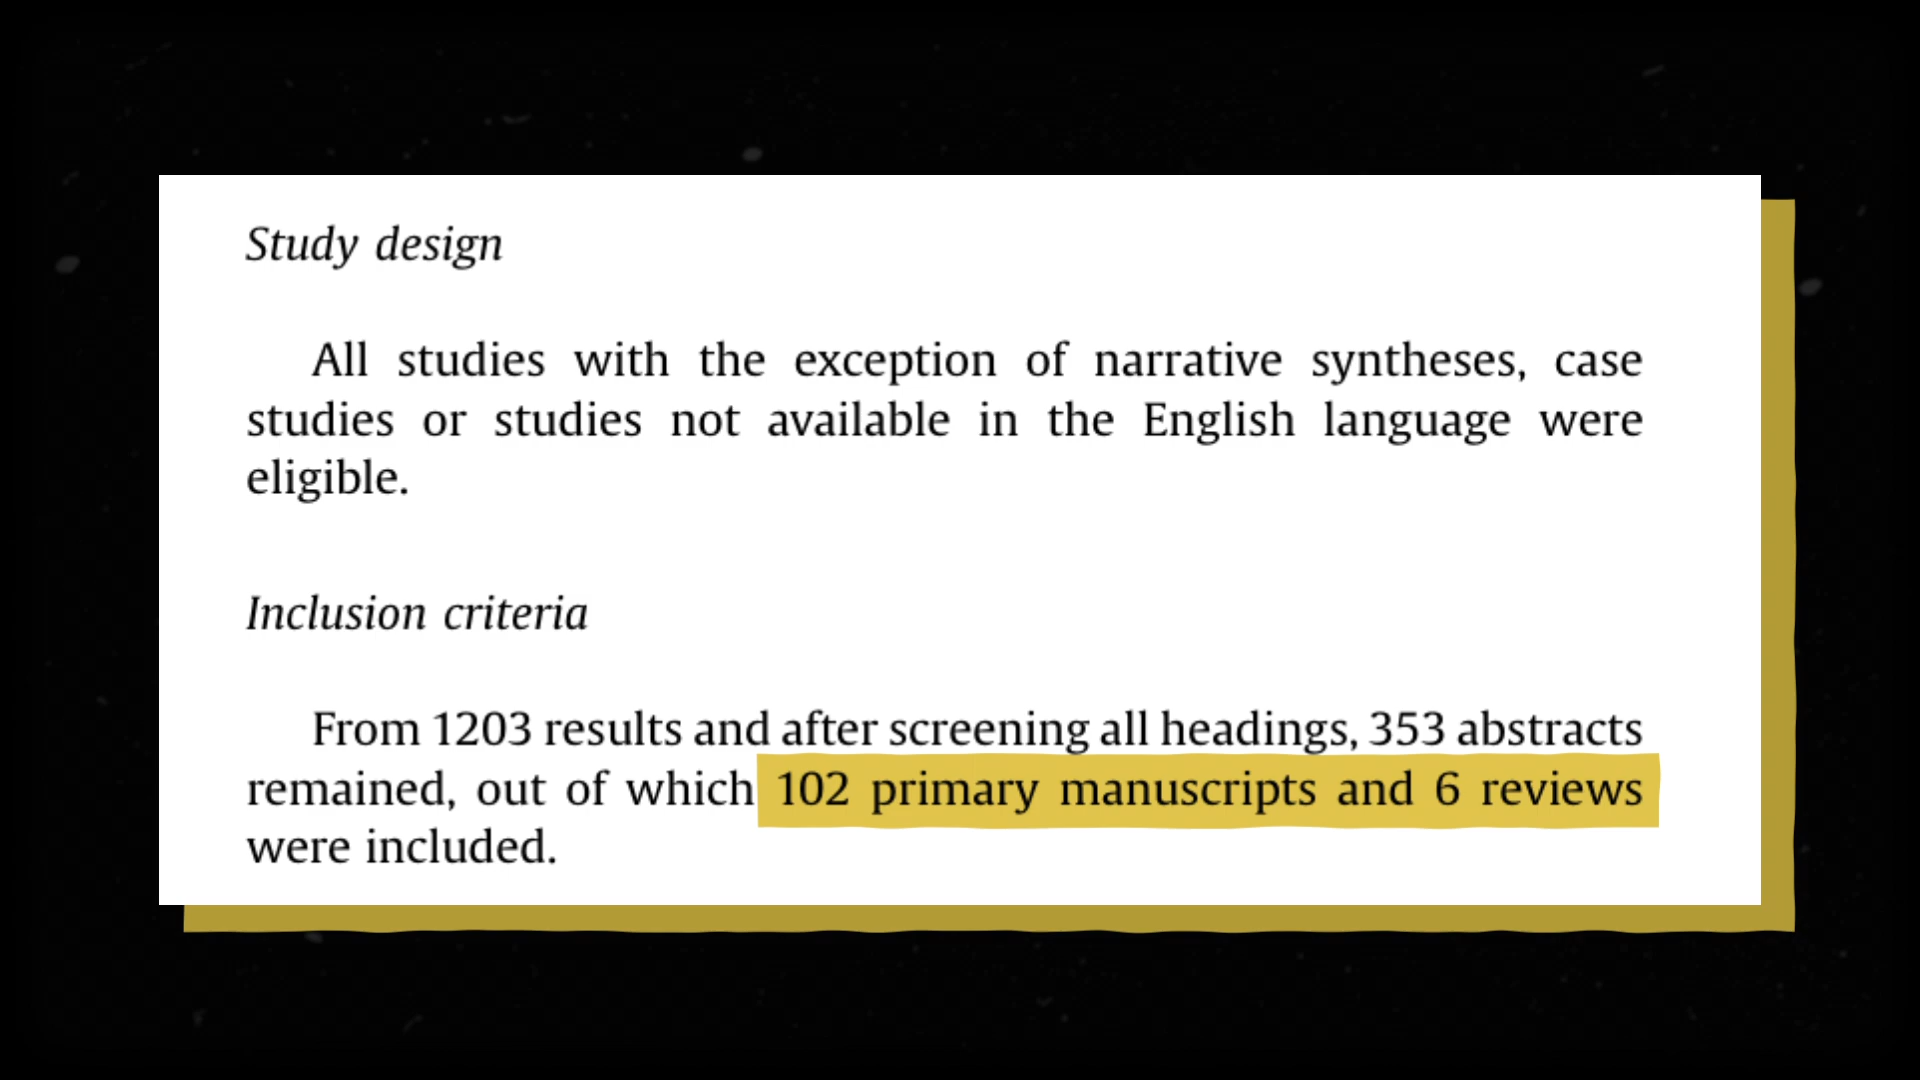 Study design
All studies with the exception of narrative syntheses, case
studies or studies not available in the English language were
eligible.
Inclusion criteria
From 1203 results and after screening all headings, 353 abstracts
remained, out of which 102 primary manuscripts and 6 reviews
were included.